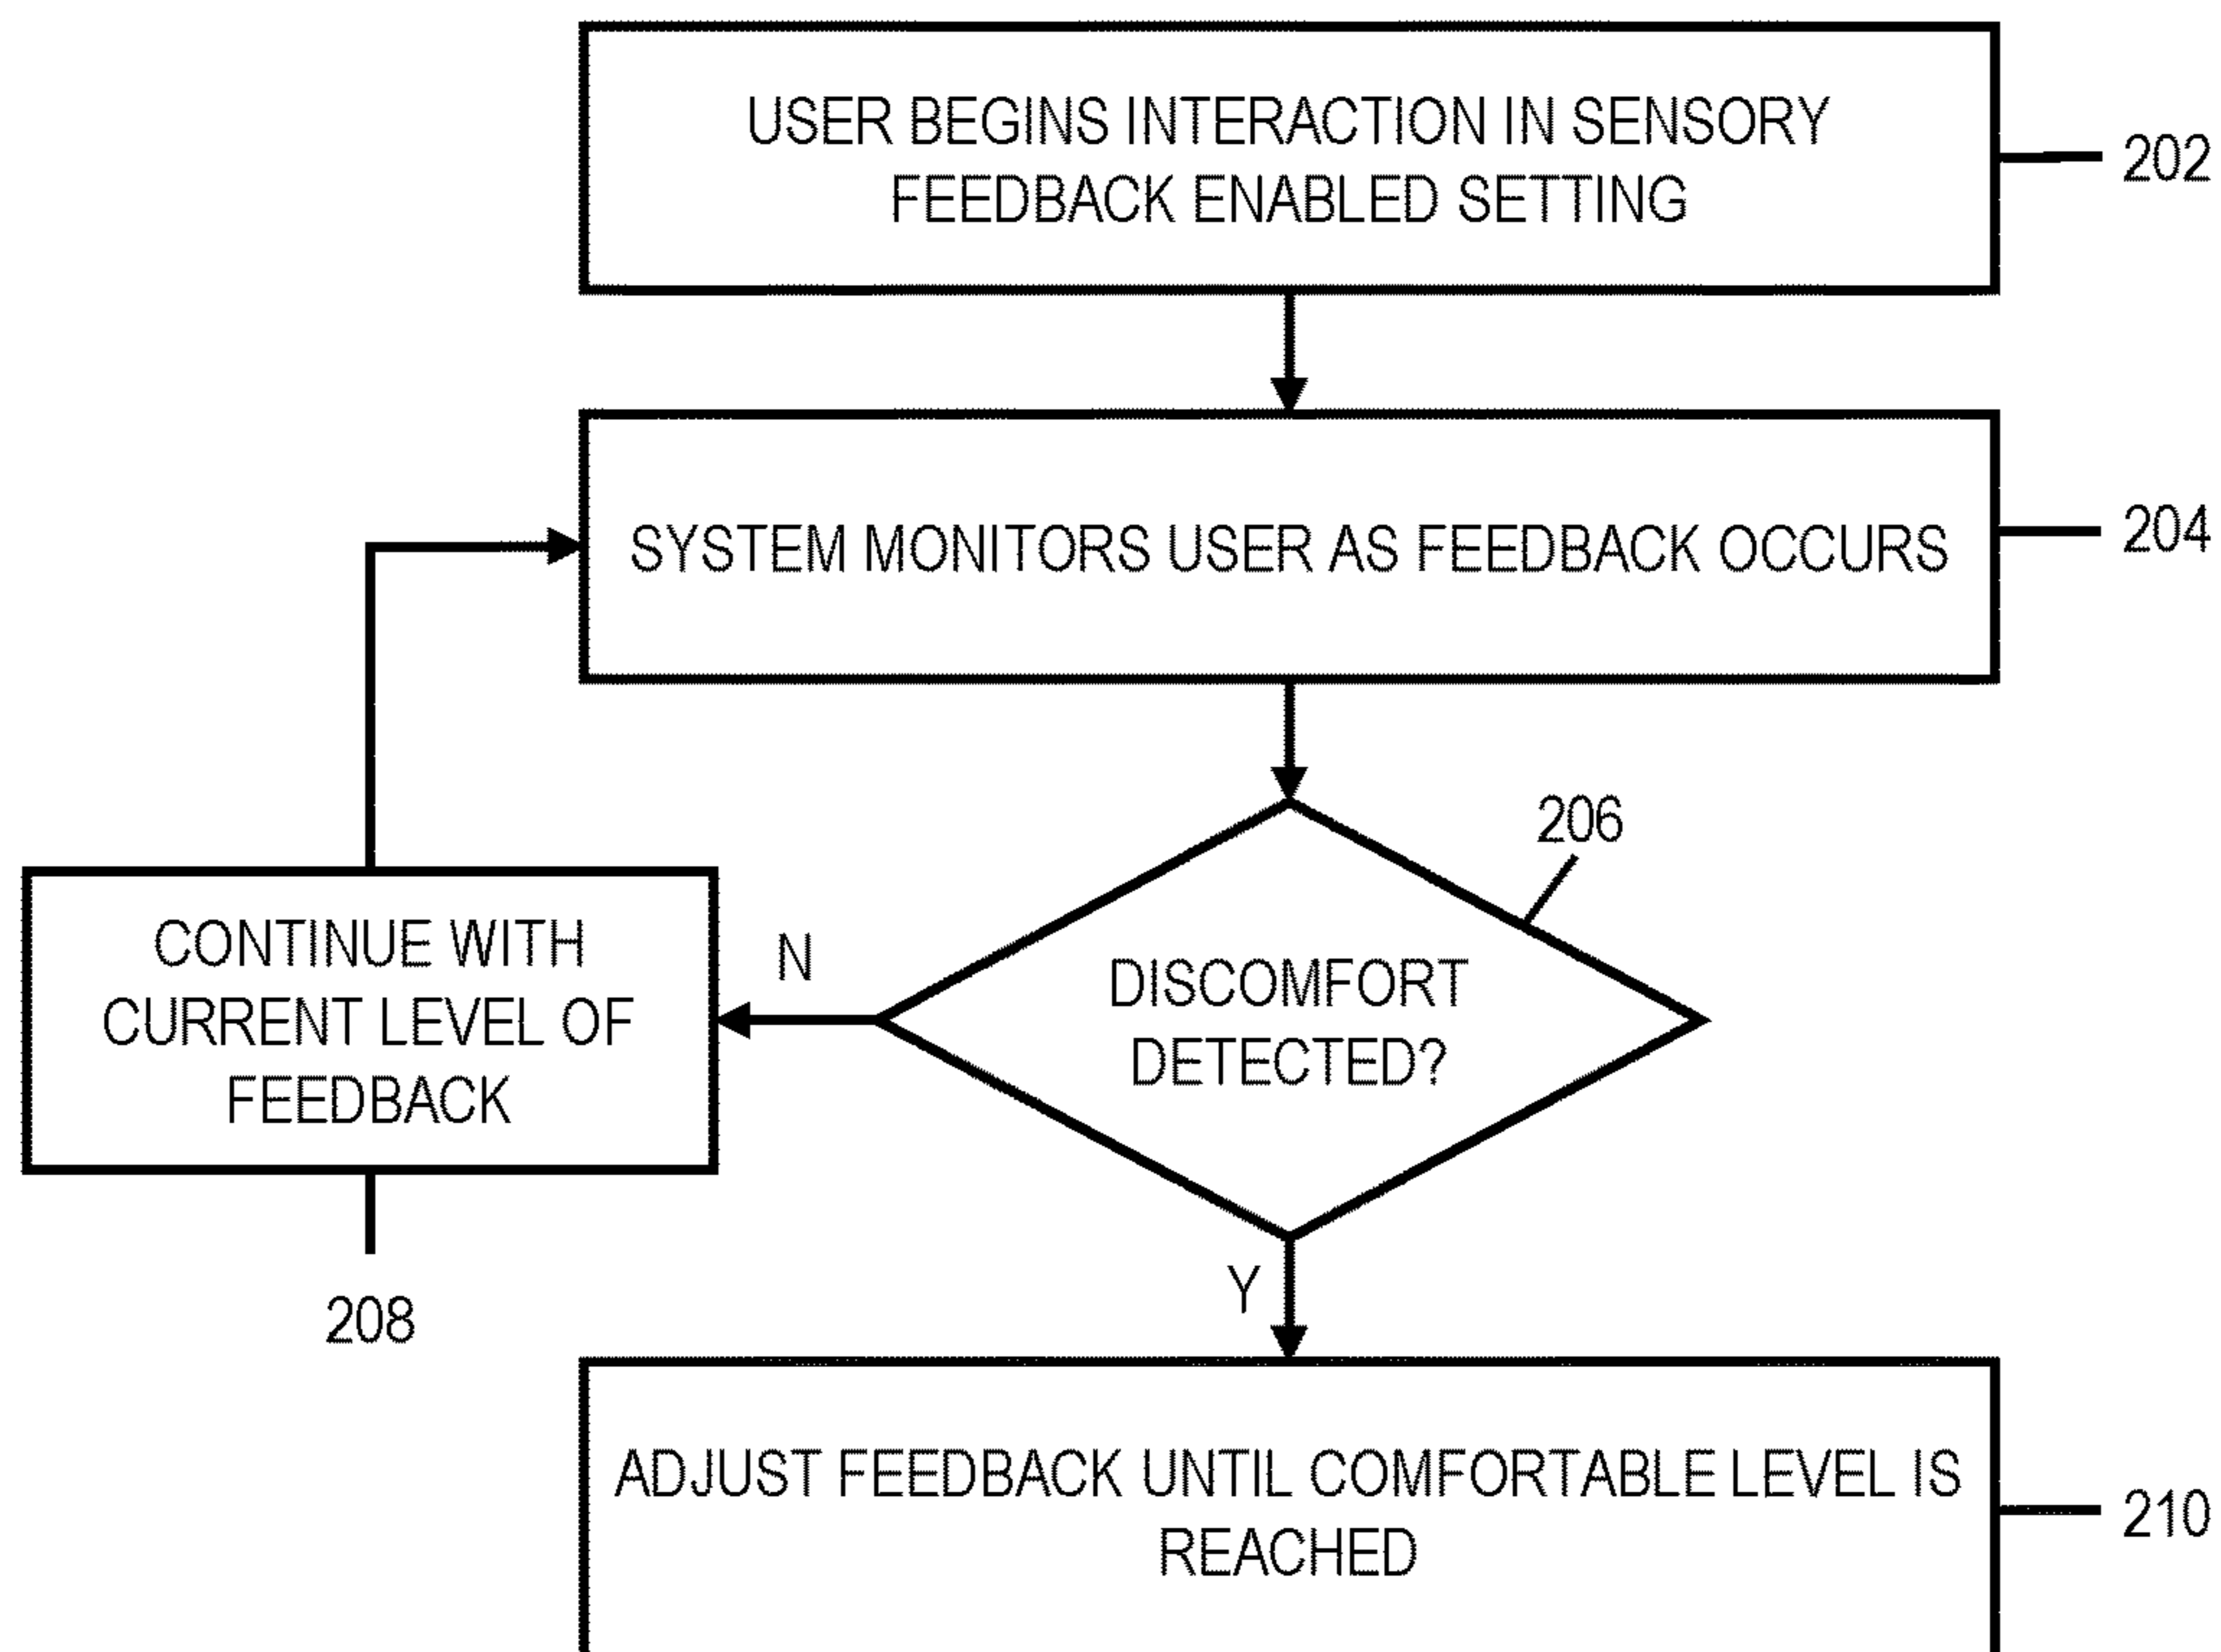 USER BEGINS INTERACTION IN SENSORY
FEEDBACK ENABLED SETTING
202
SYSTEM MONITORS USER AS FEEDBACK OCCURS
204
206
DISCOMFORT
DETECTED?
N
CONTINUE WITH
CURRENT LEVEL OF
FEEDBACK
208
Y
ADJUST FEEDBACK UNTIL COMFORTABLE LEVEL IS
REACHED
210